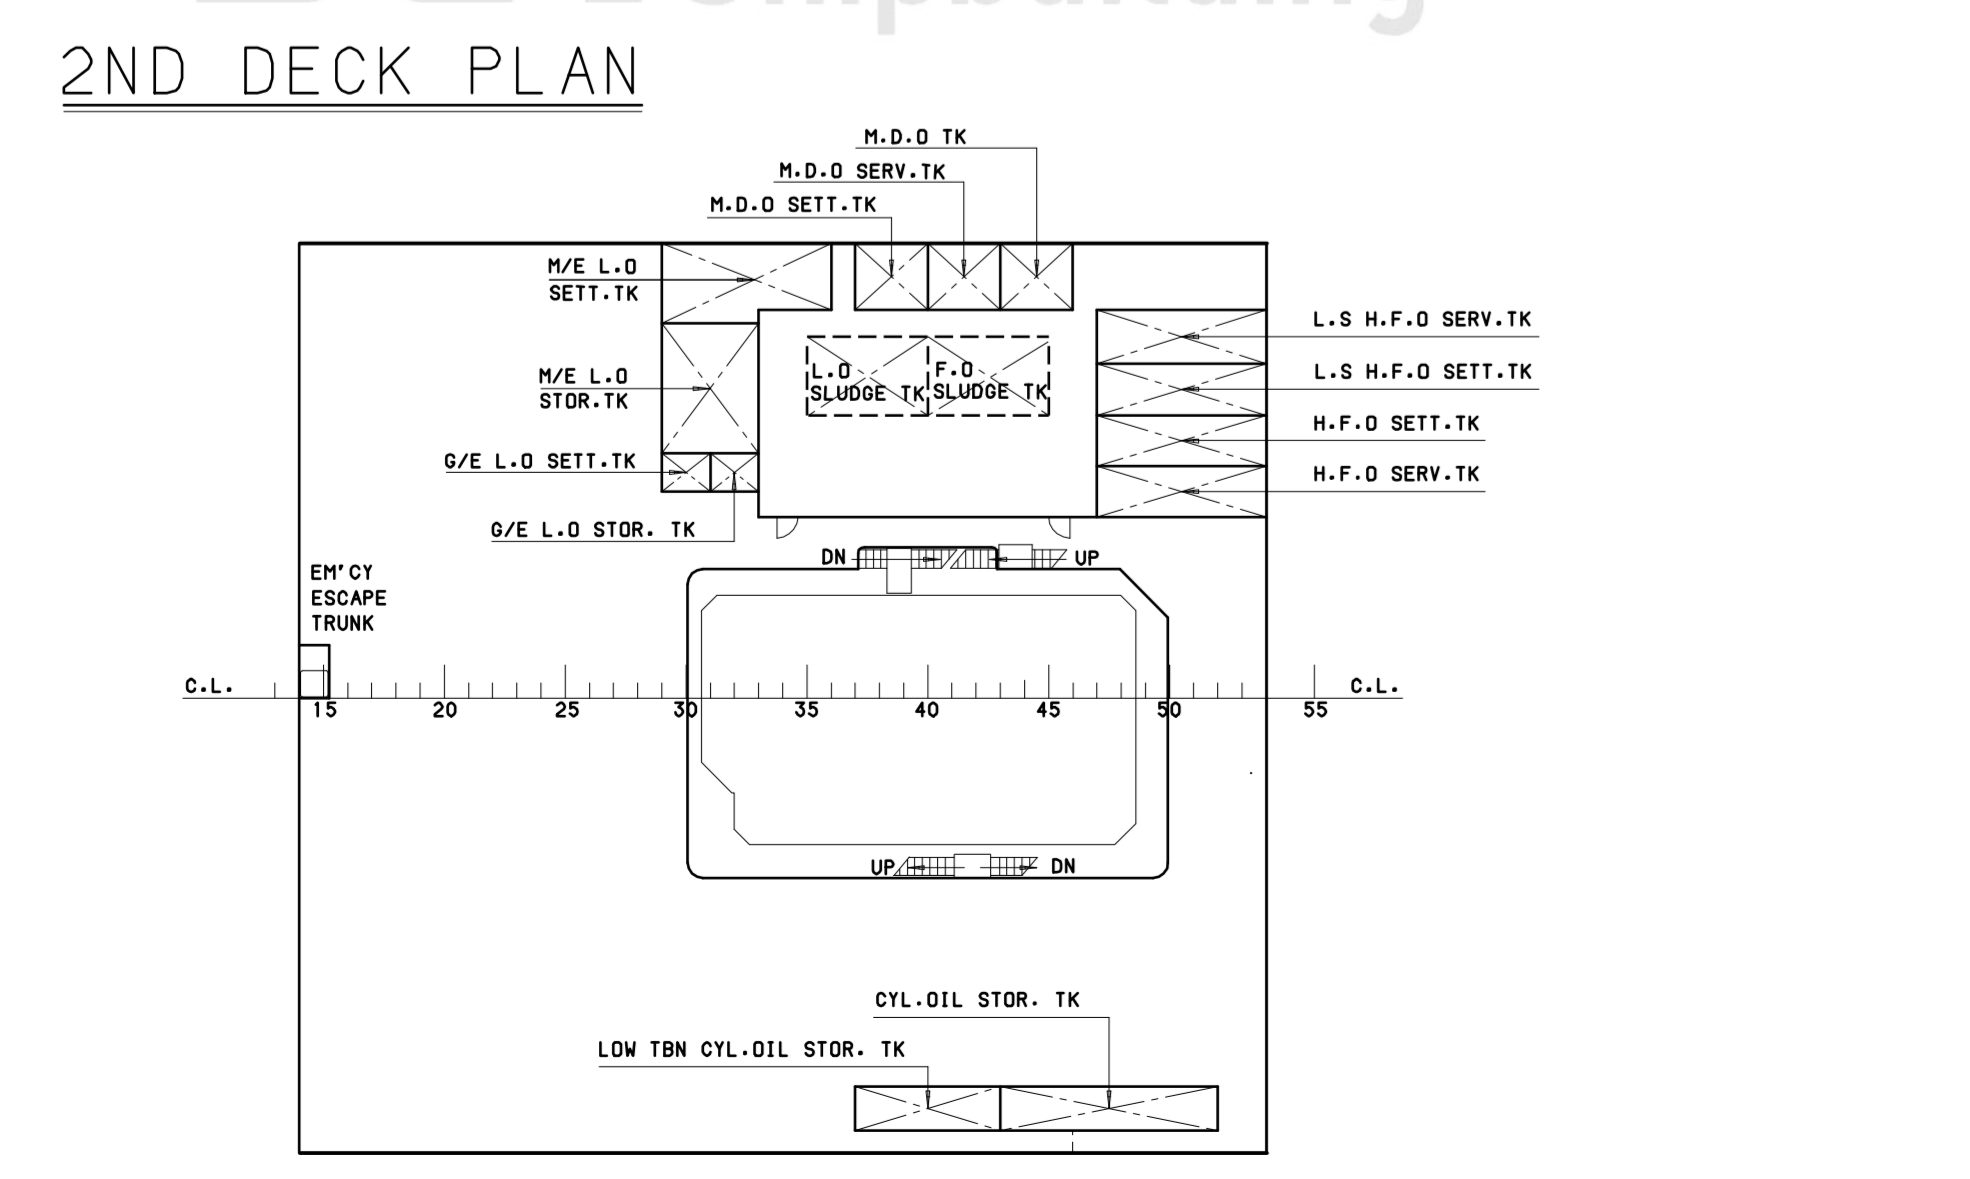 2ND DECK PLAN
M.D.O TK
M.D.O SERV.TK
M.D.O SETT.TK
M/E L.O
SETT.TK
L.S H.F.O SERV.TK
L.O
SLUDGE TK
F.O
SLUDGE TK
L.S H.F.O SETT.TK
M/E L.O
STOR.TK
H.F.O SETT.TK
G/E L.O SETT.TK
H.F.O SERV.TK
G/E L.O STOR. TK
DN
UP
EM'CY
ESCAPE
TRUNK
C.L.
C.L.
15 20 25 30 35 40 45 50 55
UP
DN
CYL.OIL STOR. TK
LOW TBN CYL.OIL STOR. TK